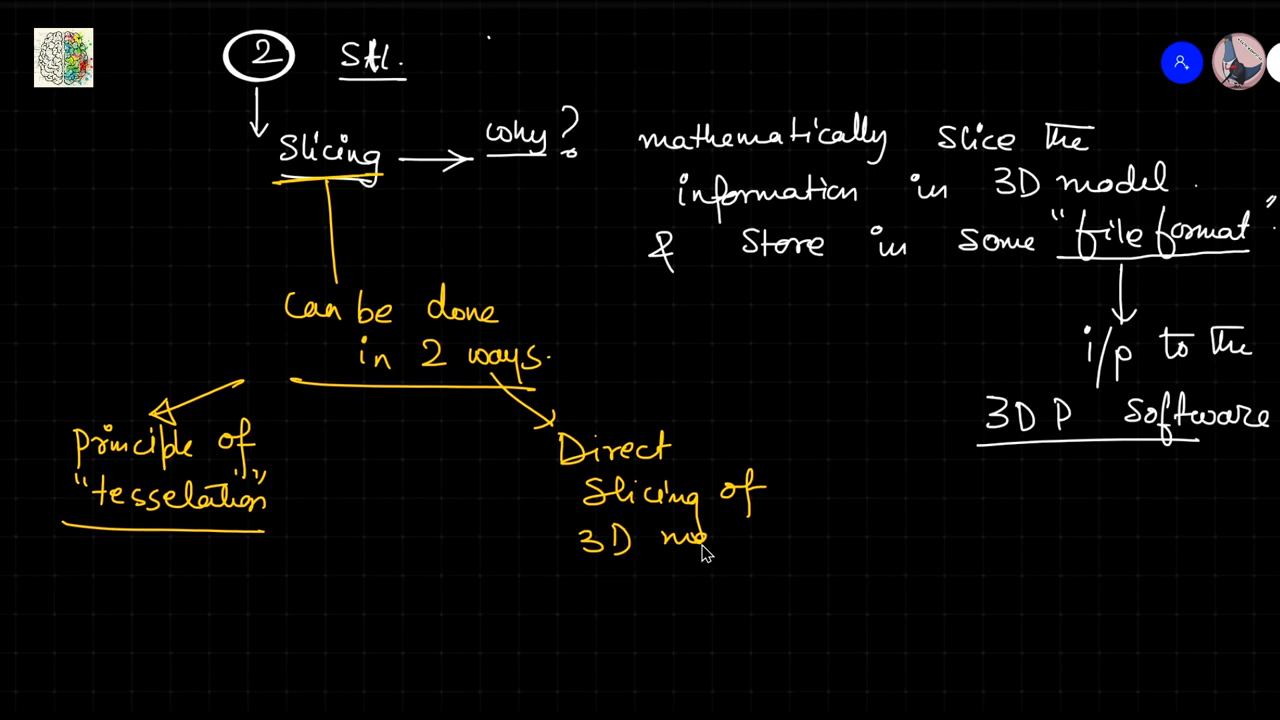 2 Stl.
Slicing → why?
mathematically slice the
information in 3D model.
& store in some "file format"
i/p to the
3D P software
can be done
in 2 ways.
principle of
"tesselation"
Direct
slicing of
3D mo